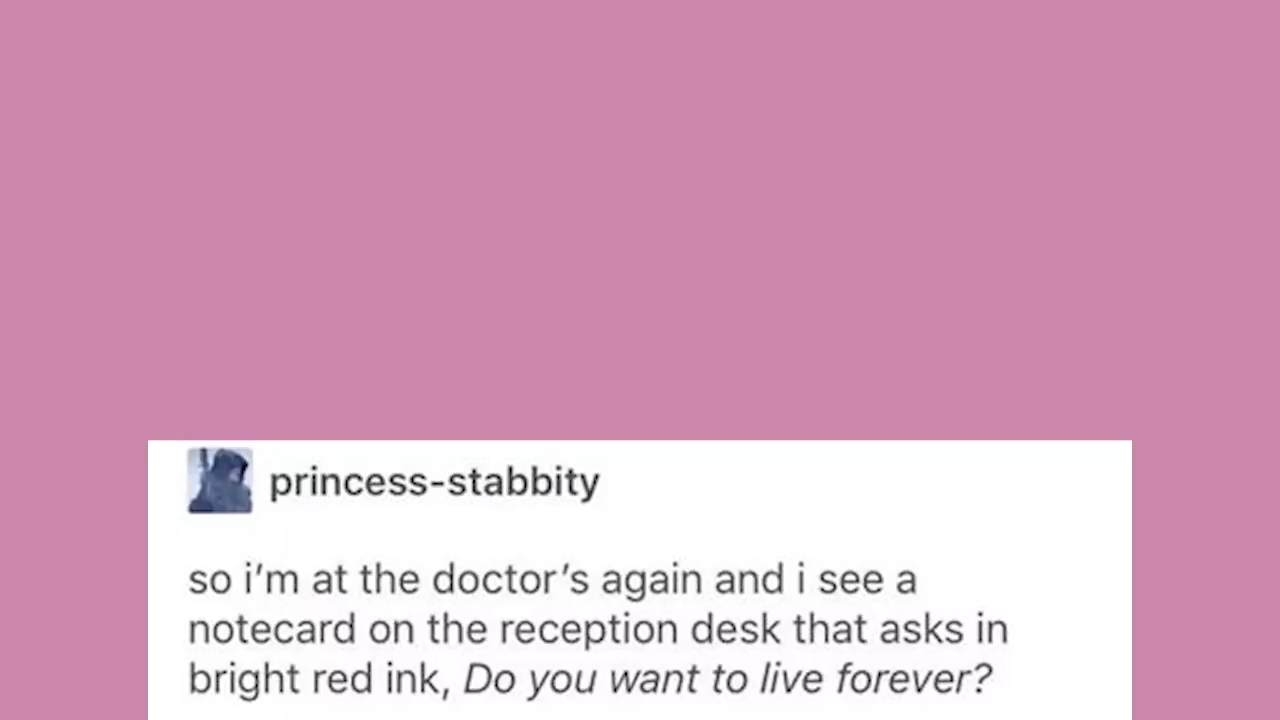 princess-stabbity
so i’m at the doctor’s again and i see a
notecard on the reception desk that asks in
bright red ink, Do you want to live forever?